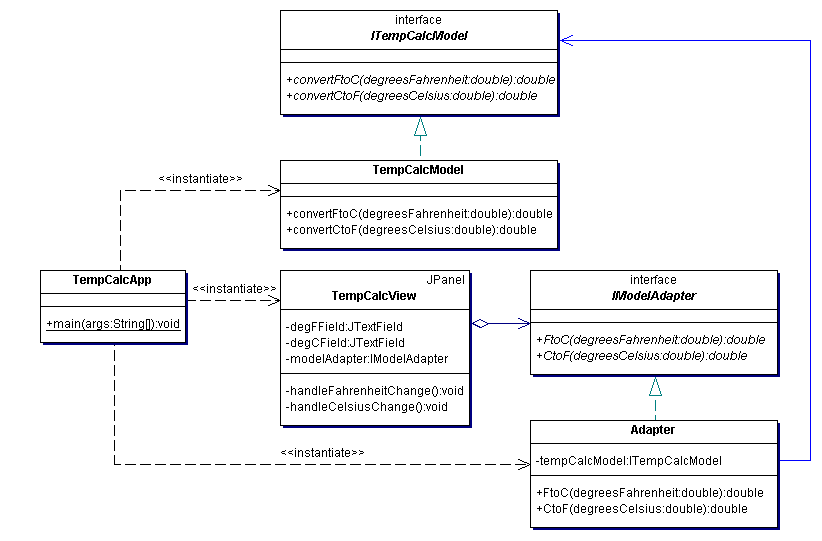 interface
ITempCalcModel
+convertFtoC(degreesFahrenheit:double):double
+convertCtoF(degreesCelsius:double):double
<<instantiate>>
TempCalcModel
+convertFtoC(degreesFahrenheit:double):double
+convertCtoF(degreesCelsius:double):double
TempCalcApp
+main(args:String[]):void
<<instantiate>>
JPanel
TempCalcView
-degFField:JTextField
-degCField:JTextField
-modelAdapter:IModelAdapter
-handleFahrenheitChange():void
-handleCelsiusChange():void
interface
IModelAdapter
+FtoC(degreesFahrenheit:double):double
+CtoF(degreesCelsius:double):double
<<instantiate>>
Adapter
-tempCalcModel:ITempCalcModel
+FtoC(degreesFahrenheit:double):double
+CtoF(degreesCelsius:double):double